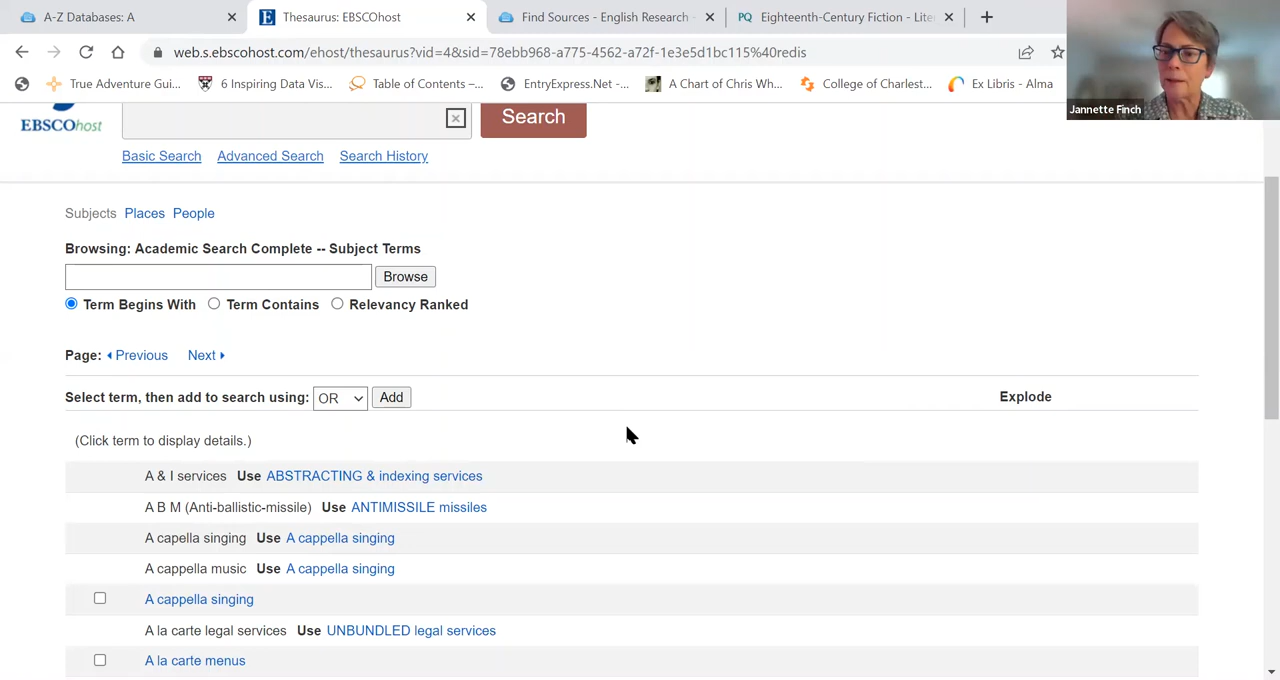 A-Z Databases: A
Thesaurus: EBSCOhost
Find Sources - English Research -
PQ Eighteenth-Century Fiction - Lite
web.s.ebscohost.com/ehost/thesaurus?vid=4&sid=78ebb968-a775-4562-a72f-1e3e5d1bc115%40redis
True Adventure Gui...
6 Inspiring Data Vis...
Table of Contents –...
EntryExpress.Net -...
A Chart of Chris Wh...
College of Charlest...
Ex Libris - Alma
Jannette Finch
EBSCOhost
Search
Basic Search Advanced Search Search History
Subjects Places People
Browsing: Academic Search Complete -- Subject Terms
Browse
Term Begins With Term Contains Relevancy Ranked
Page: Previous Next
Select term, then add to search using: OR Add Explode
(Click term to display details.)
A & I services Use ABSTRACTING & indexing services
A B M (Anti-ballistic-missile) Use ANTIMISSILE missiles
A capella singing Use A cappella singing
A cappella music Use A cappella singing
A cappella singing
A la carte legal services Use UNBUNDLED legal services
A la carte menus